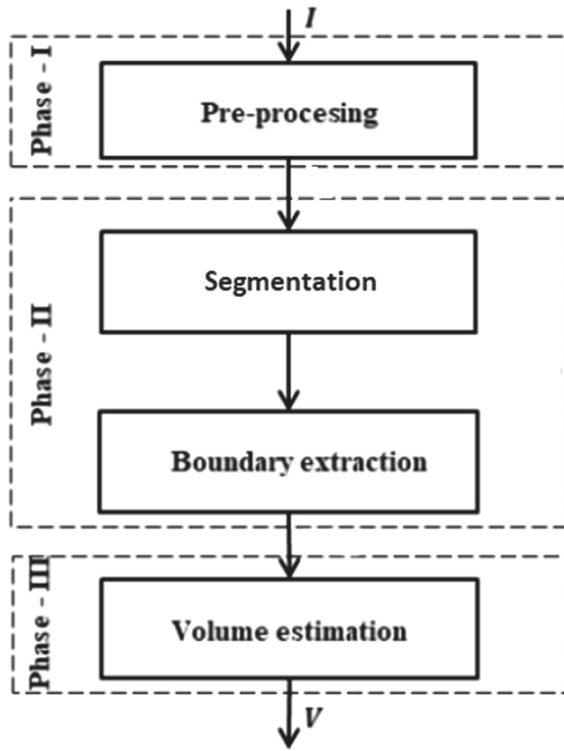 I
Phase - I
Pre-procesing
Phase - II
Segmentation
Boundary extraction
Phase - III
Volume estimation
V